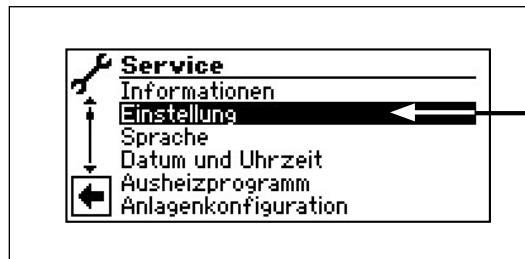 Service
Informationen
Einstellung
Sprache
Datum und Uhrzeit
Ausheizprogramm
Anlagenkonfiguration